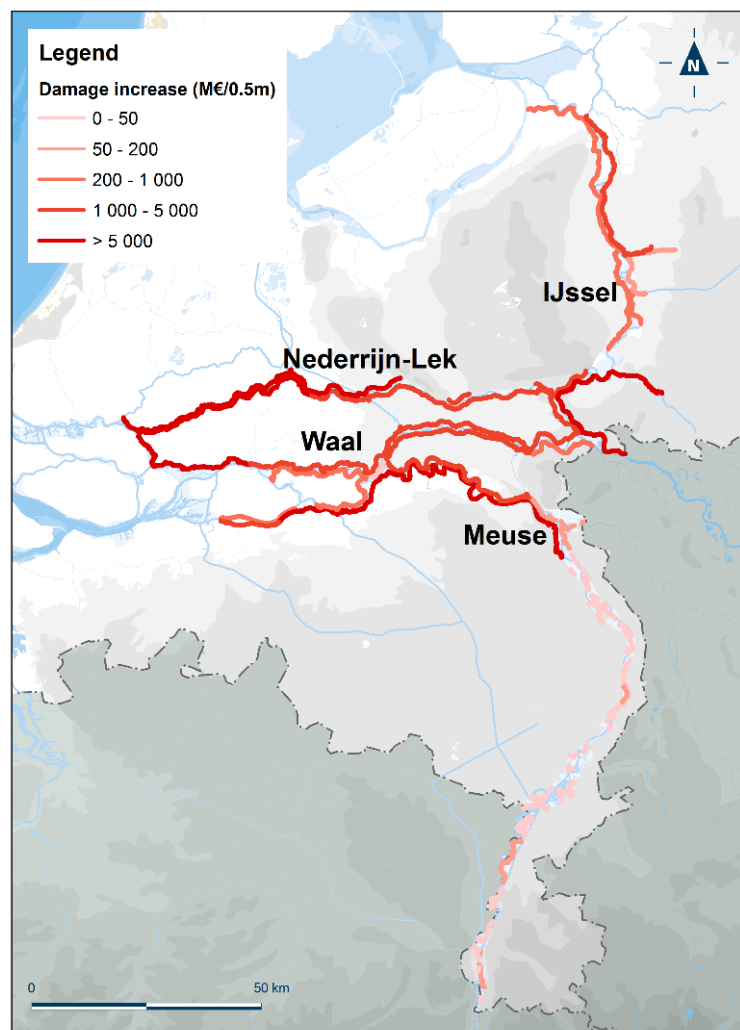 Legend
Damage increase (M€/0.5m)
0 - 50
50 - 200
200 - 1 000
1 000 - 5 000
> 5 000
N
IJssel
Nederrijn-Lek
Waal
Meuse
0 50 km